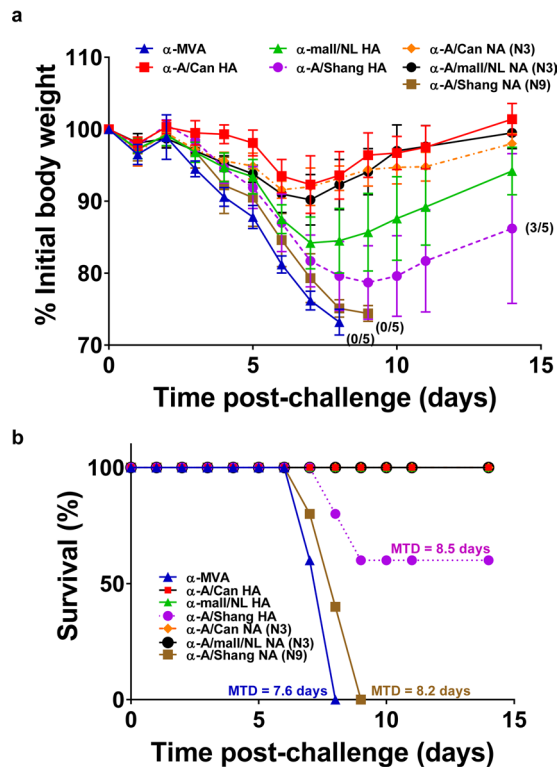 a
α-MVA
α-A/Can HA
α-mall/NL HA
α-A/Shang HA
α-A/Can NA (N3)
α-A/mall/NL NA (N3)
α-A/Shang NA (N9)
110
100
90
80
70
% Initial body weight
(3/5)
(0/5)
(0/5)
0 5 10 15
Time post-challenge (days)
b
100
50
0
Survival (%)
MTD = 8.5 days
α-MVA
α-A/Can HA
α-mall/NL HA
α-A/Shang HA
α-A/Can NA (N3)
α-A/mall/NL NA (N3)
α-A/Shang NA (N9)
MTD = 7.6 days
MTD = 8.2 days
0 5 10 15
Time post-challenge (days)